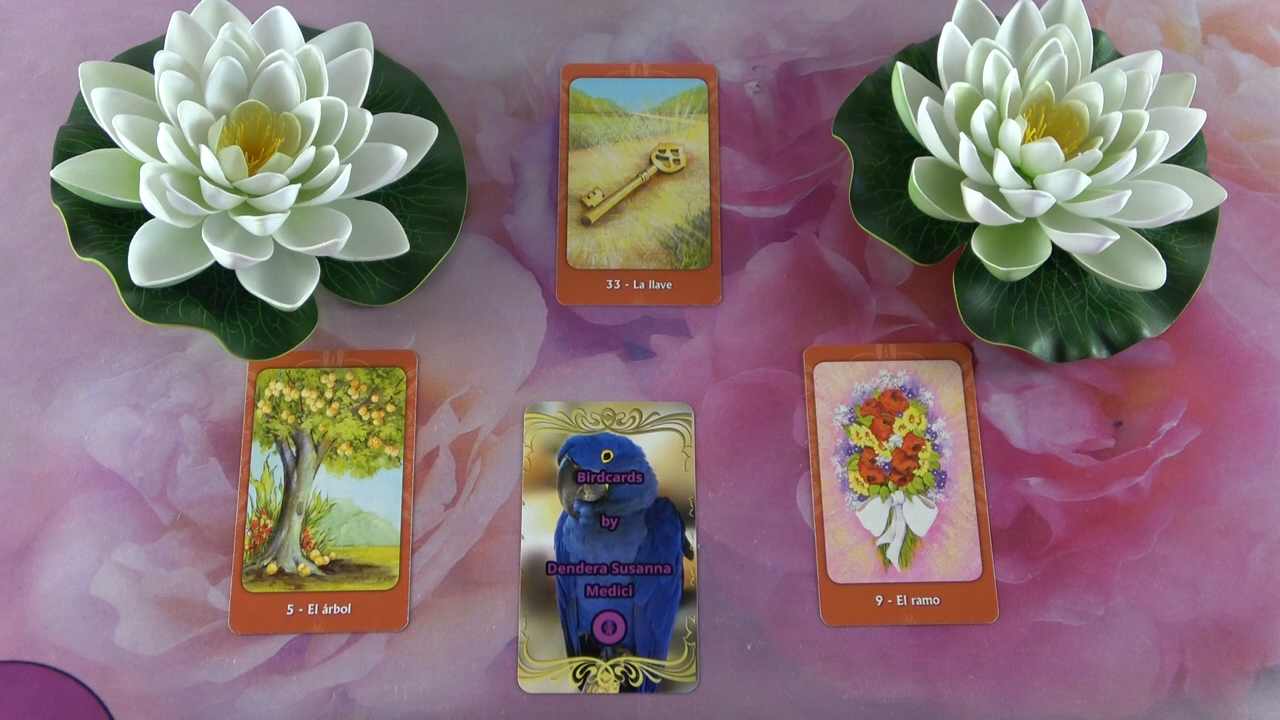 33 - La llave
5 - El árbol
Birdcards
by
Dendera Susanna
Medici
9 - El ramo